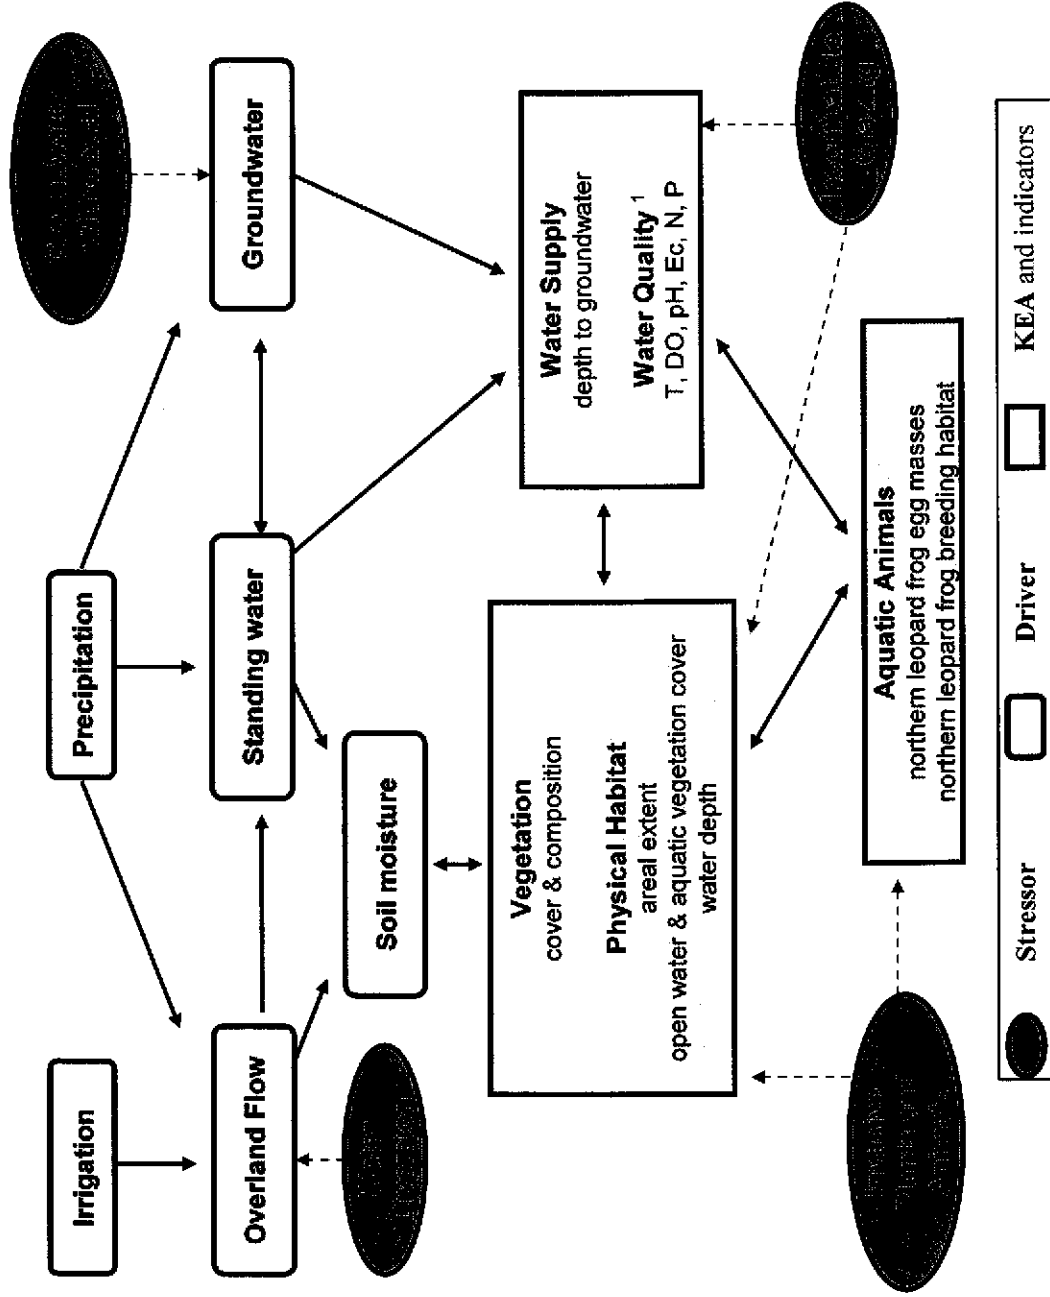 Irrigation
Precipitation
Overland Flow
Standing water
Groundwater
Soil moisture
Vegetation
cover & composition
Physical Habitat
areal extent
open water & aquatic vegetation cover
water depth
Water Supply
depth to groundwater
Water Quality ¹
T, DO, pH, Ec, N, P
Aquatic Animals
northern leopard frog egg masses
northern leopard frog breeding habitat
Stressor
Driver
KEA and indicators